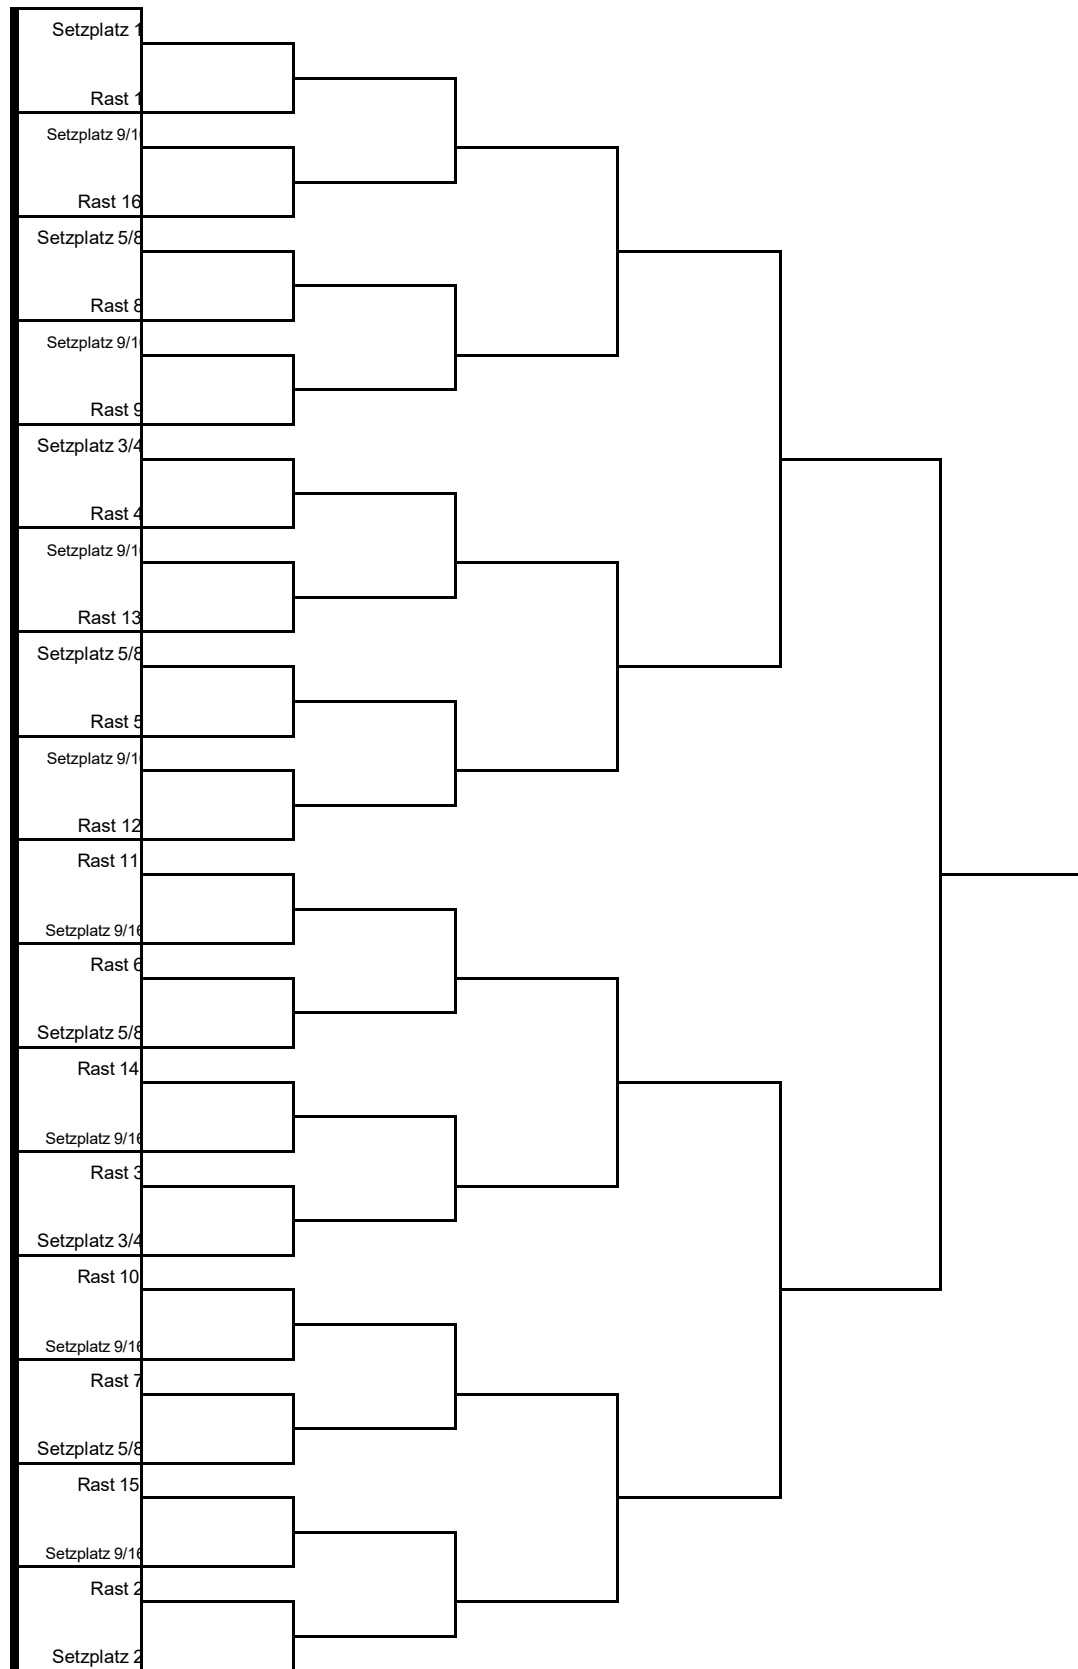 Setzplatz 1
Rast 1
Setzplatz 9/1
Rast 16
Setzplatz 5/8
Rast 8
Setzplatz 9/1
Rast 9
Setzplatz 3/4
Rast 4
Setzplatz 9/1
Rast 13
Setzplatz 5/8
Rast 5
Setzplatz 9/1
Rast 12
Rast 11
Setzplatz 9/16
Rast 6
Setzplatz 5/8
Rast 14
Setzplatz 9/16
Rast 3
Setzplatz 3/4
Rast 10
Setzplatz 9/16
Rast 7
Setzplatz 5/8
Rast 15
Setzplatz 9/16
Rast 2
Setzplatz 2